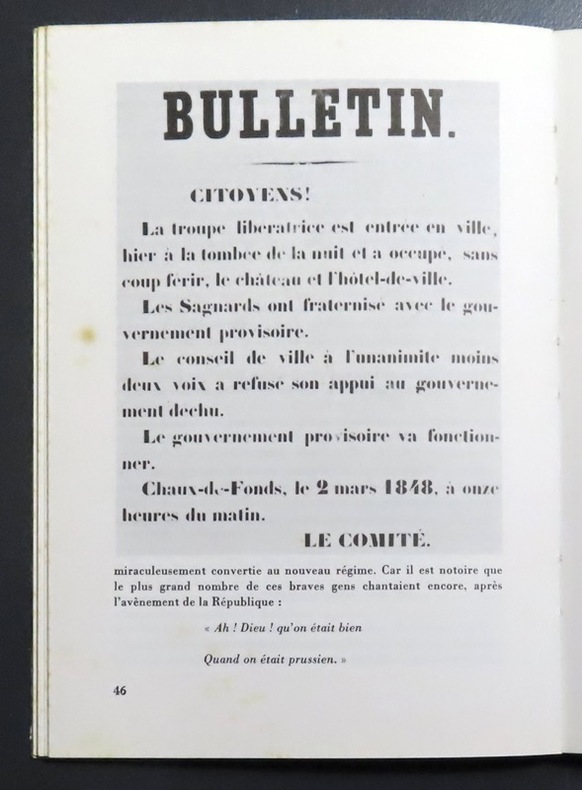 BULLETIN.
CITOYENS!
La troupe libératrice est entrée en ville,
hier à la tombée de la nuit et a occupé, sans
coup férir, le château et l'hôtel-de-ville.
Les Sagnards ont fraternisé avec le gou-
vernement provisoire.
Le conseil de ville à l'unanimité moins
deux voix a refusé son appui au gouverne-
ment déchu.
Le gouvernement provisoire va fonction-
ner.
Chaux-de-Fonds, le 2 mars 1848, à onze
heures du matin.
LE COMITÉ.
miraculeusement convertie au nouveau régime. Car il est notoire que
le plus grand nombre de ces braves gens chantaient encore, après
l'avènement de la République :
« Ah ! Dieu ! qu'on était bien
Quand on était prussien. »
46